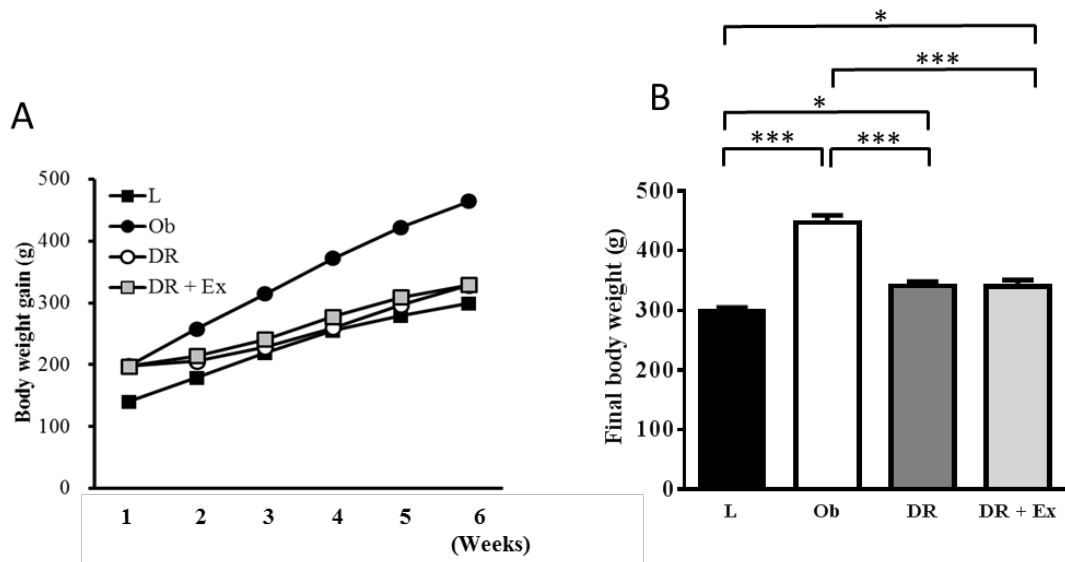 A
Body weight gain (g)
500
400
300
200
100
0
L
Ob
DR
DR + Ex
1 2 3 4 5 6
(Weeks)
B
*
***
*
*** ***
Final body weight (g)
500
400
300
200
100
0
L Ob DR DR + Ex